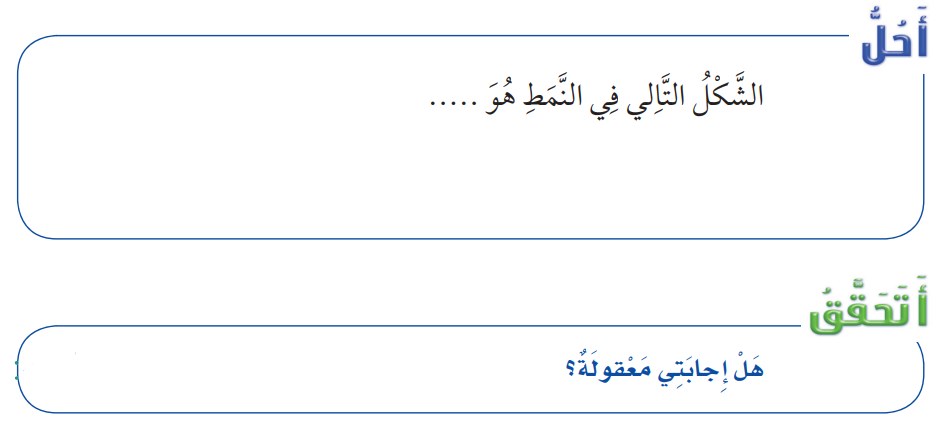 أَحُلُّ
الشَّكْلُ التَّالِي فِي النَّمَطِ هُوَ .....
أَتَحَقَّقُ
هَلْ إِجابَتِي مَعْقولَةٌ؟